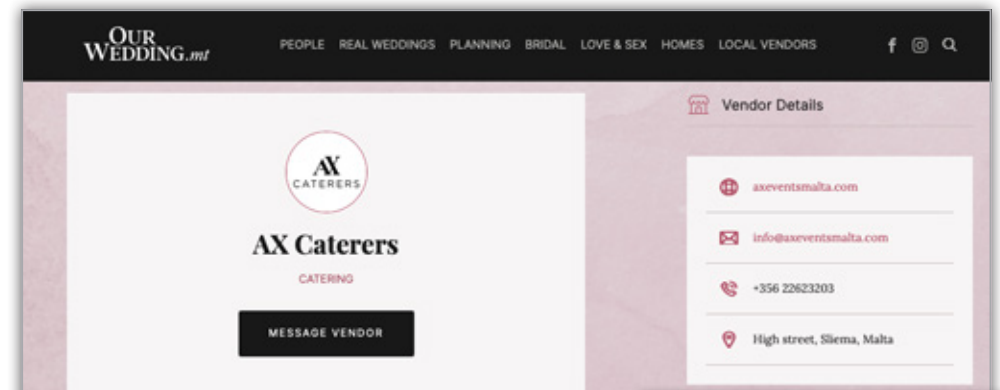 OUR
WEDDING.mt
PEOPLE REAL WEDDINGS PLANNING BRIDAL LOVE & SEX HOMES LOCAL VENDORS
Vendor Details
AX
CATERERS
AX Caterers
CATERING
MESSAGE VENDOR
axeventsmalta.com
info@axeventsmalta.com
+356 22623203
High street, Sliema, Malta